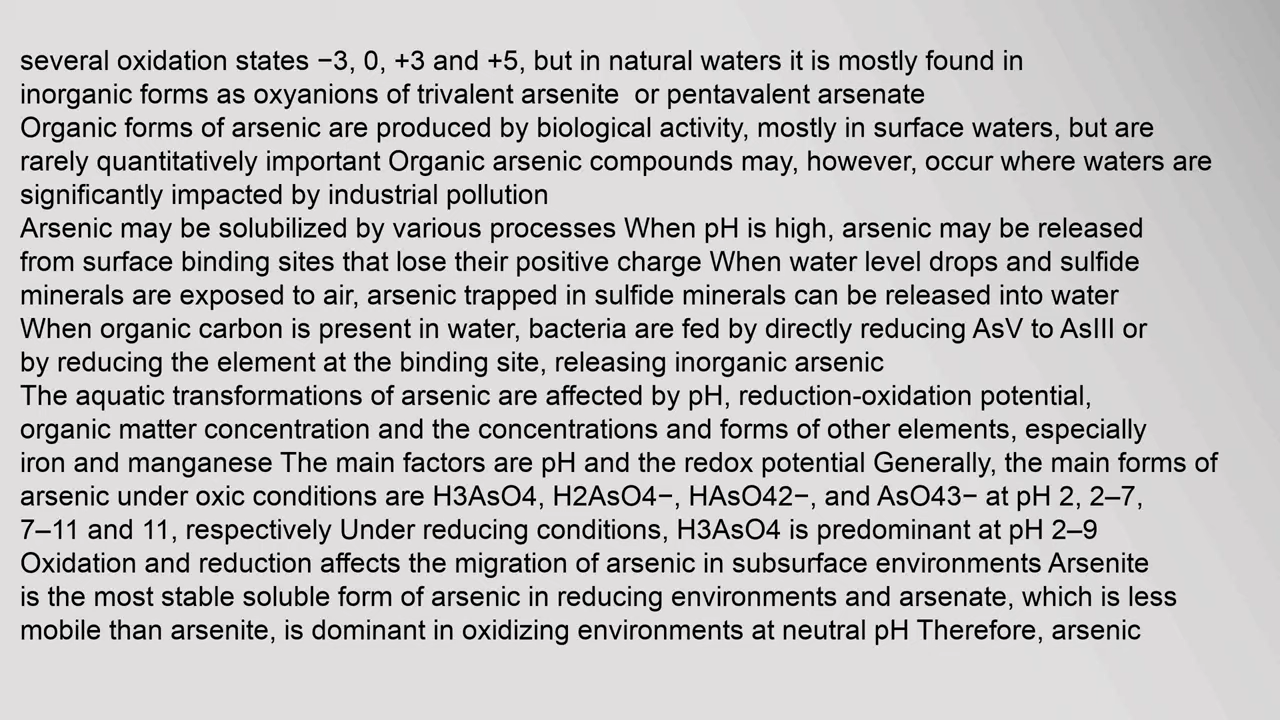 several oxidation states −3, 0, +3 and +5, but in natural waters it is mostly found in
inorganic forms as oxyanions of trivalent arsenite  or pentavalent arsenate
Organic forms of arsenic are produced by biological activity, mostly in surface waters, but are
rarely quantitatively important Organic arsenic compounds may, however, occur where waters are
significantly impacted by industrial pollution
Arsenic may be solubilized by various processes When pH is high, arsenic may be released
from surface binding sites that lose their positive charge When water level drops and sulfide
minerals are exposed to air, arsenic trapped in sulfide minerals can be released into water
When organic carbon is present in water, bacteria are fed by directly reducing AsV to AsIII or
by reducing the element at the binding site, releasing inorganic arsenic
The aquatic transformations of arsenic are affected by pH, reduction-oxidation potential,
organic matter concentration and the concentrations and forms of other elements, especially
iron and manganese The main factors are pH and the redox potential Generally, the main forms of
arsenic under oxic conditions are H3AsO4, H2AsO4−, HAsO42−, and AsO43− at pH 2, 2–7,
7–11 and 11, respectively Under reducing conditions, H3AsO4 is predominant at pH 2–9
Oxidation and reduction affects the migration of arsenic in subsurface environments Arsenite
is the most stable soluble form of arsenic in reducing environments and arsenate, which is less
mobile than arsenite, is dominant in oxidizing environments at neutral pH Therefore, arsenic